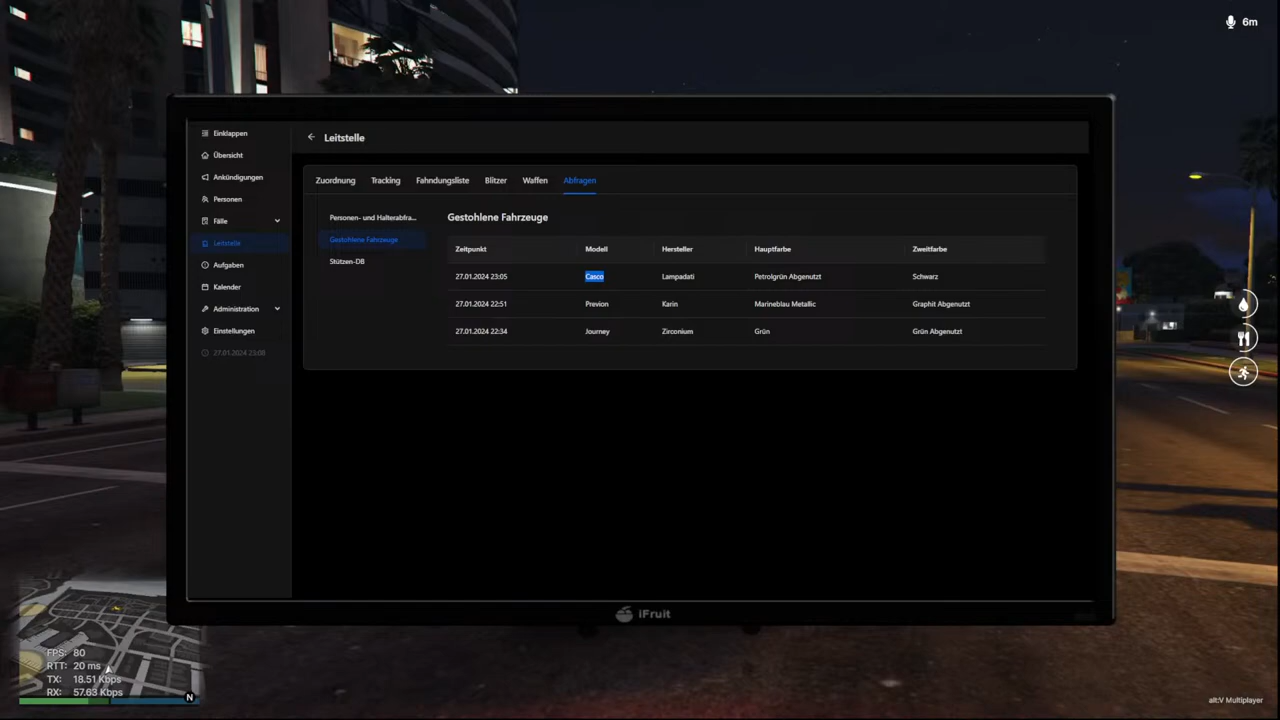 6m
Einklappen
Übersicht
Ankündigungen
Personen
Fälle
Leitstelle
Aufgaben
Kalender
Administration
Einstellungen
27.01.2024 23:08
Leitstelle
Zuordnung Tracking Fahndungsliste Blitzer Waffen Abfragen
Personen- und Halterabfra...
Gestohlene Fahrzeuge
Stützen-DB
Gestohlene Fahrzeuge
Zeitpunkt Modell Hersteller Hauptfarbe Zweitfarbe
27.01.2024 23:05 Casco Lampadati Petrolgrün Abgenutzt Schwarz
27.01.2024 22:51 Previon Karin Marineblau Metallic Graphit Abgenutzt
27.01.2024 22:34 Journey Zirconium Grün Grün Abgenutzt
iFruit
FPS: 80
RTT: 20 ms
TX: 18.51 Kbps
RX: 57.63 Kbps
N
alt:V Multiplayer